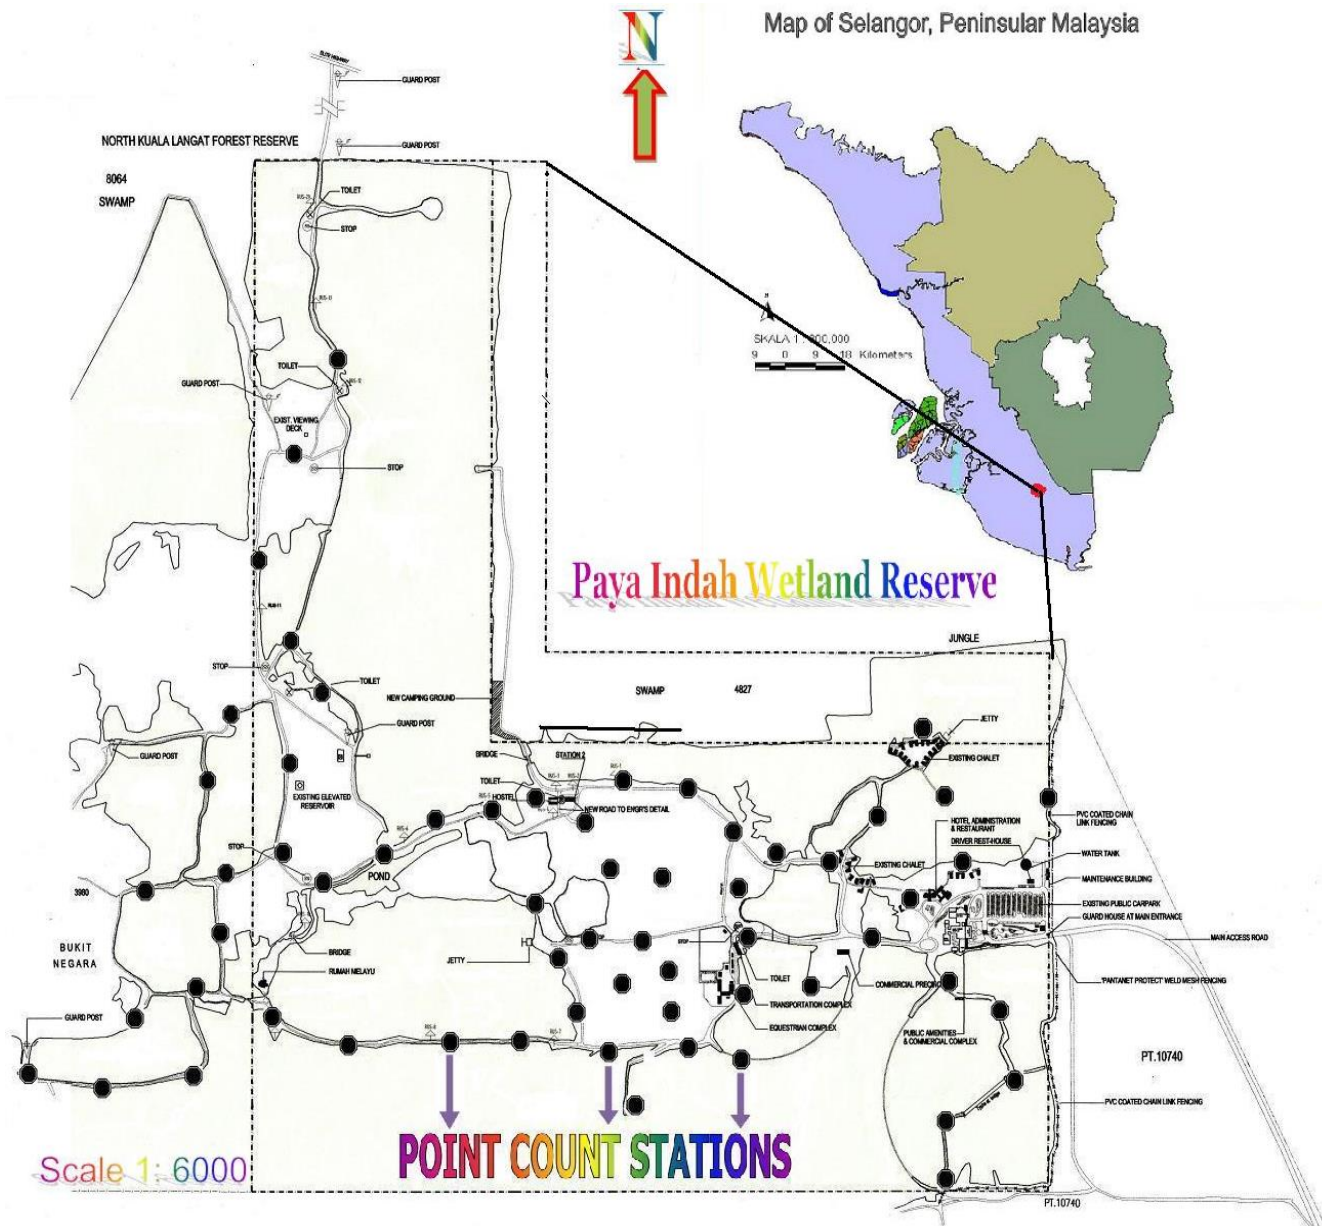 N
Map of Selangor, Peninsular Malaysia
ELITE HIGHWAY
GUARD POST
NORTH KUALA LANGAT FOREST RESERVE
GUARD POST
8064
SWAMP
TOILET
STOP
SKALA 1 : 300,000
9 0 9 18 Kilometers
TOILET
GUARD POST
EXIST. VIEWING
DECK
STOP
Paya Indah Wetland Reserve
JUNGLE
STOP
TOILET
NEW CAMPING GROUND
SWAMP 4827
GUARD POST
JETTY
GUARD POST
BRIDGE
STATION 2
EXISTING CHALET
TOILET
HOSTEL
EXISTING ELEVATED
RESERVOIR
NEW ROAD TO ENGR'S DETAIL
HOTEL ADMINISTRATION
& RESTAURANT
PVC COATED CHAIN
LINK FENCING
DRIVER REST-HOUSE
STOP
WATER TANK
EXISTING CHALET
POND
MAINTENANCE BUILDING
3980
EXISTING PUBLIC CARPARK
GUARD HOUSE AT MAIN ENTRANCE
BUKIT
NEGARA
MAIN ACCESS ROAD
BRIDGE
JETTY
STOP
RUMAH MELAYU
TOILET
COMMERCIAL PRECINC
'PANTANET PROTECT' WELD MESH FENCING
TRANSPORTATION COMPLEX
GUARD POST
EQUESTRIAN COMPLEX
PUBLIC AMENITIES
& COMMERCIAL COMPLEX
PT.10740
PVC COATED CHAIN LINK FENCING
POINT COUNT STATIONS
Scale 1: 6000
PT.10740